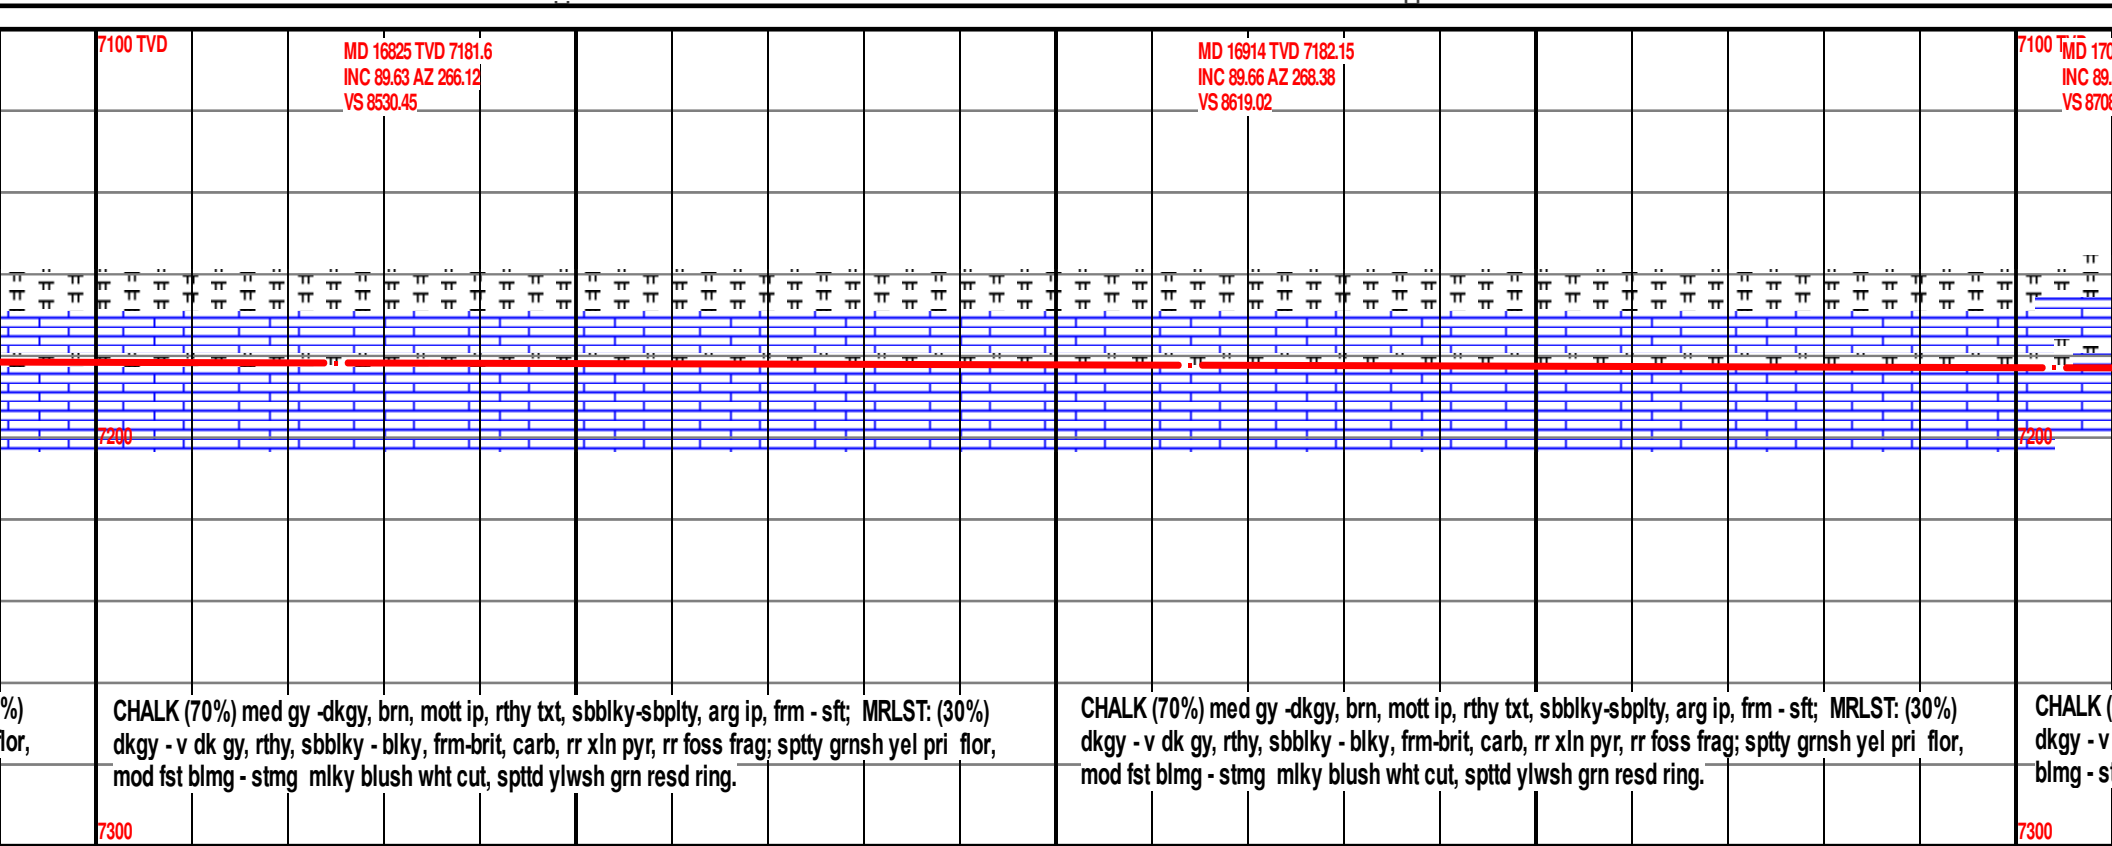 7100 TVD
MD 16825 TVD 7181.6
INC 89.63 AZ 266.12
VS 8530.45
MD 16914 TVD 7182.15
INC 89.66 AZ 268.38
VS 8619.02
7100
MD 170
INC 89.
VS 8708
7200
7200
%)
flor,
CHALK (70%) med gy -dkgy, brn, mott ip, rthy txt, sbblky-sbplty, arg ip, frm - sft; MRLST: (30%)
dkgy - v dk gy, rthy, sbblky - blky, frm-brit, carb, rr xln pyr, rr foss frag; sptty grnsh yel pri flor,
mod fst blmg - stmg mlky blush wht cut, spttd ylwsh grn resd ring.
CHALK (70%) med gy -dkgy, brn, mott ip, rthy txt, sbblky-sbplty, arg ip, frm - sft; MRLST: (30%)
dkgy - v dk gy, rthy, sbblky - blky, frm-brit, carb, rr xln pyr, rr foss frag; sptty grnsh yel pri flor,
mod fst blmg - stmg mlky blush wht cut, spttd ylwsh grn resd ring.
CHALK (
dkgy - v
blmg - st
7300
7300